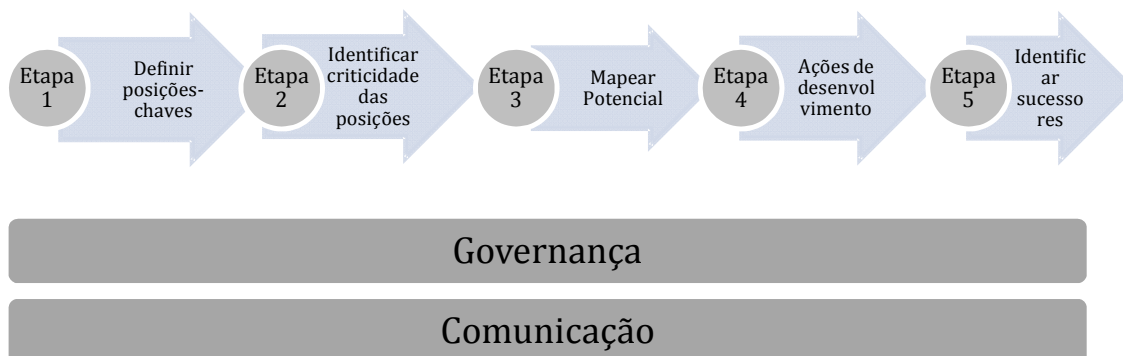 Etapa
1
Definir
posições-
chaves
Etapa
2
Identificar
criticidade
das
posições
Etapa
3
Mapear
Potencial
Etapa
4
Ações de
desenvol
vimento
Etapa
5
Identific
ar
sucesso
res
Governança
Comunicação